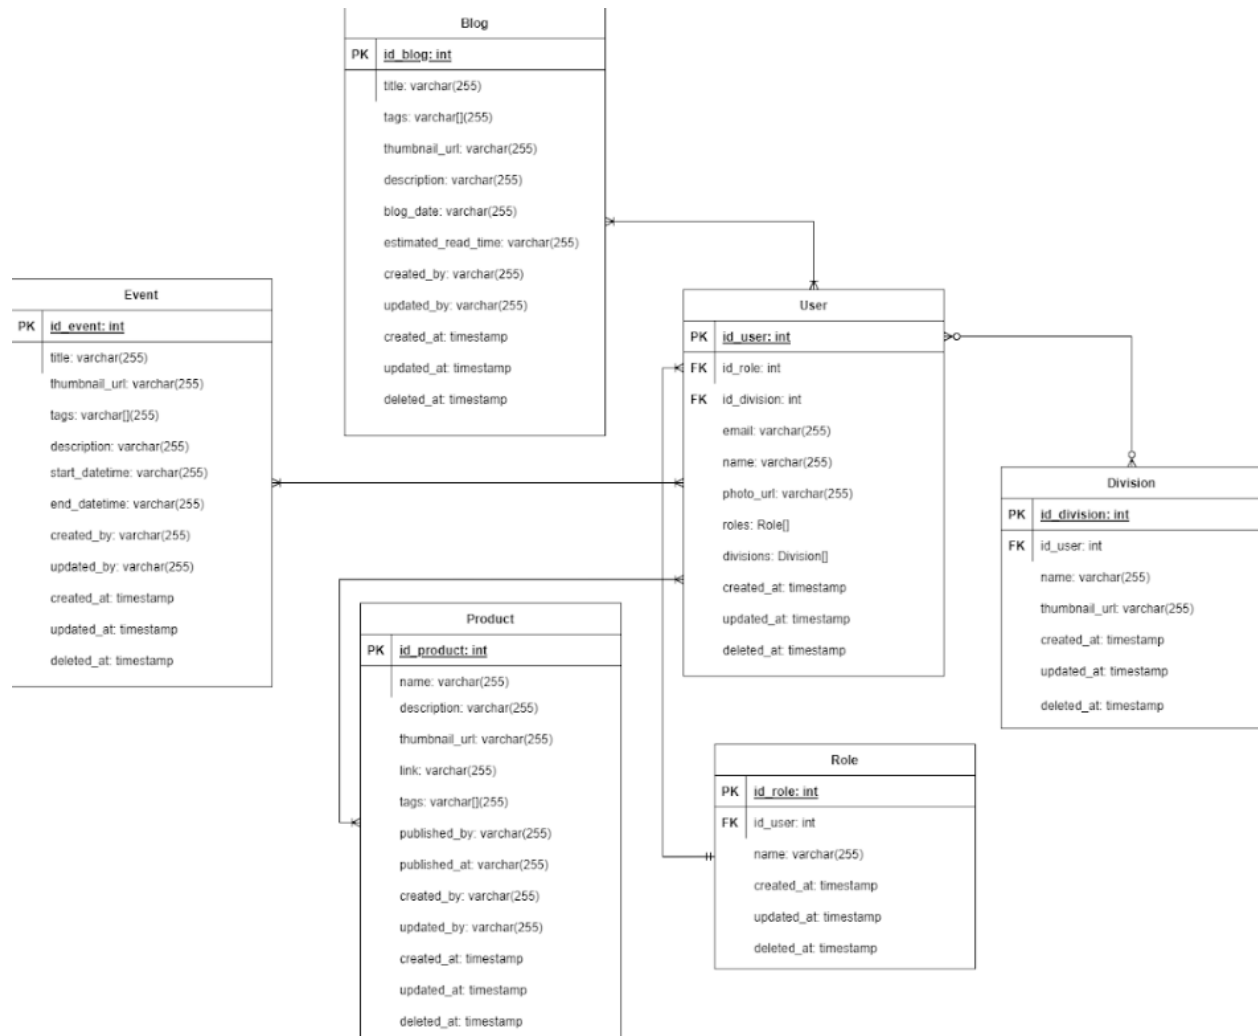 Blog
PK id_blog: int
title: varchar(255)
tags: varchar[](255)
thumbnail_url: varchar(255)
description: varchar(255)
blog_date: varchar(255)
estimated_read_time: varchar(255)
created_by: varchar(255)
updated_by: varchar(255)
created_at: timestamp
updated_at: timestamp
deleted_at: timestamp
Event
PK id_event: int
title: varchar(255)
thumbnail_url: varchar(255)
tags: varchar[](255)
description: varchar(255)
start_datetime: varchar(255)
end_datetime: varchar(255)
created_by: varchar(255)
updated_by: varchar(255)
created_at: timestamp
updated_at: timestamp
deleted_at: timestamp
User
PK id_user: int
FK id_role: int
FK id_division: int
email: varchar(255)
name: varchar(255)
photo_url: varchar(255)
roles: Role[]
divisions: Division[]
created_at: timestamp
updated_at: timestamp
deleted_at: timestamp
Division
PK id_division: int
FK id_user: int
name: varchar(255)
thumbnail_url: varchar(255)
created_at: timestamp
updated_at: timestamp
deleted_at: timestamp
Product
PK id_product: int
name: varchar(255)
description: varchar(255)
thumbnail_url: varchar(255)
link: varchar(255)
tags: varchar[](255)
published_by: varchar(255)
published_at: varchar(255)
created_by: varchar(255)
updated_by: varchar(255)
created_at: timestamp
updated_at: timestamp
deleted_at: timestamp
Role
PK id_role: int
FK id_user: int
name: varchar(255)
created_at: timestamp
updated_at: timestamp
deleted_at: timestamp